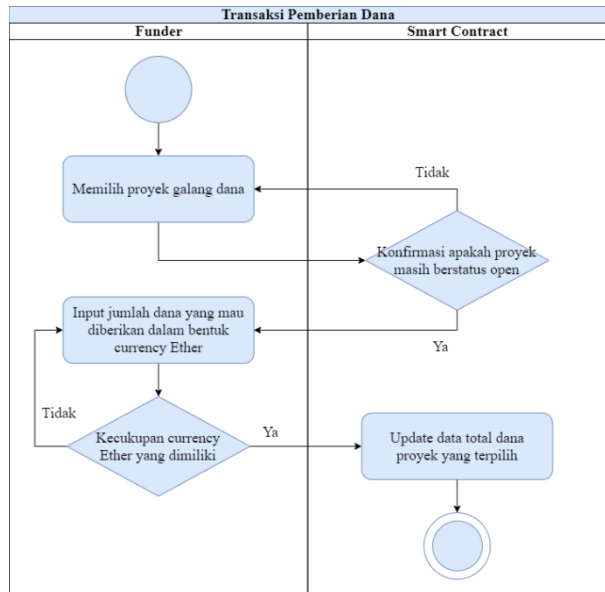 Transaksi Pemberian Dana
Funder
Smart Contract
Memilih proyek galang dana
Tidak
Konfirmasi apakah proyek
masih berstatus open
Input jumlah dana yang mau
diberikan dalam bentuk
currency Ether
Ya
Tidak
Kecukupan currency
Ether yang dimiliki
Ya
Update data total dana
proyek yang terpilih